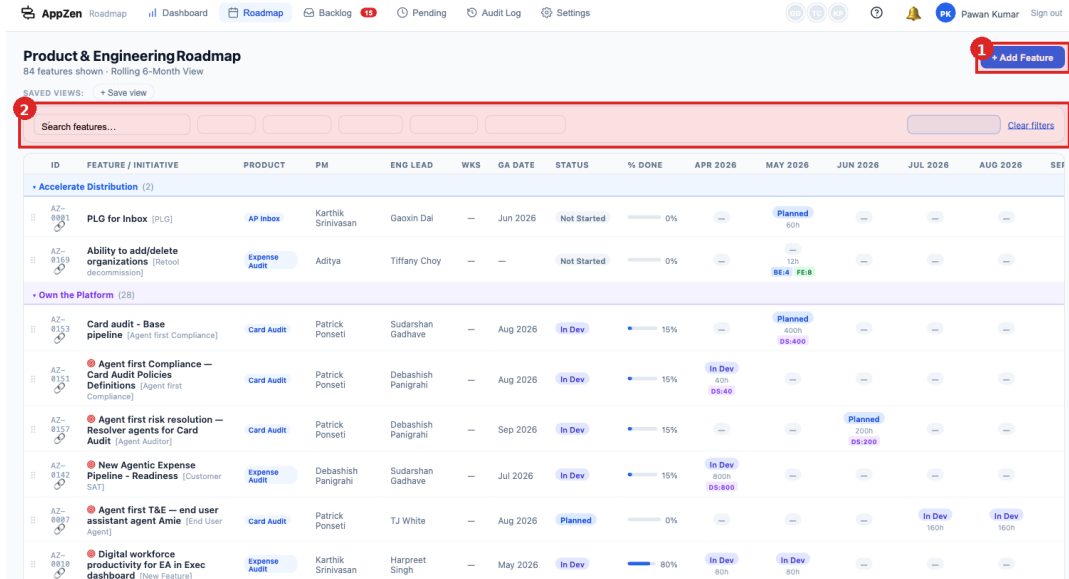 AppZen Roadmap Dashboard Roadmap Backlog 15 Pending Audit Log Settings GD TC KP ? PK Pawan Kumar Sign out
Product & Engineering Roadmap
84 features shown · Rolling 6-Month View
1
+ Add Feature
SAVED VIEWS: + Save view
2
Search features... Clear filters
ID FEATURE / INITIATIVE PRODUCT PM ENG LEAD WKS GA DATE STATUS % DONE APR 2026 MAY 2026 JUN 2026 JUL 2026 AUG 2026 SEP
• Accelerate Distribution (2)
AZ-0001 PLG for Inbox [PLG] AP Inbox Karthik Srinivasan Gaoxin Dai — Jun 2026 Not Started 0% — Planned 60h — — —
AZ-0169 Ability to add/delete organizations [Retool decommission] Expense Audit Aditya Tiffany Choy — — Not Started 0% — — 12h BE:4 FE:8 — — —
• Own the Platform (28)
AZ-0153 Card audit - Base pipeline [Agent first Compliance] Card Audit Patrick Ponseti Sudarshan Gadhave — Aug 2026 In Dev 15% — Planned 400h DS:400 — — —
AZ-0151 Agent first Compliance — Card Audit Policies Definitions [Agent first Compliance] Card Audit Patrick Ponseti Debashish Panigrahi — Aug 2026 In Dev 15% In Dev 40h DS:40 — — — —
AZ-0157 Agent first risk resolution — Resolver agents for Card Audit [Agent Auditor] Card Audit Patrick Ponseti Debashish Panigrahi — Sep 2026 In Dev 15% — — Planned 200h DS:200 — —
AZ-0142 New Agentic Expense Pipeline - Readiness [Customer SAT] Expense Audit Debashish Panigrahi Sudarshan Gadhave — Jul 2026 In Dev 15% In Dev 800h DS:800 — — — —
AZ-0007 Agent first T&E — end user assistant agent Amie [End User Agent] Card Audit Patrick Ponseti TJ White — Aug 2026 Planned 0% — — — In Dev 160h In Dev 160h
AZ-0010 Digital workforce productivity for EA in Exec dashboard [New Feature] Expense Audit Karthik Srinivasan Harpreet Singh — May 2026 In Dev 80% In Dev 80h In Dev 80h — — —